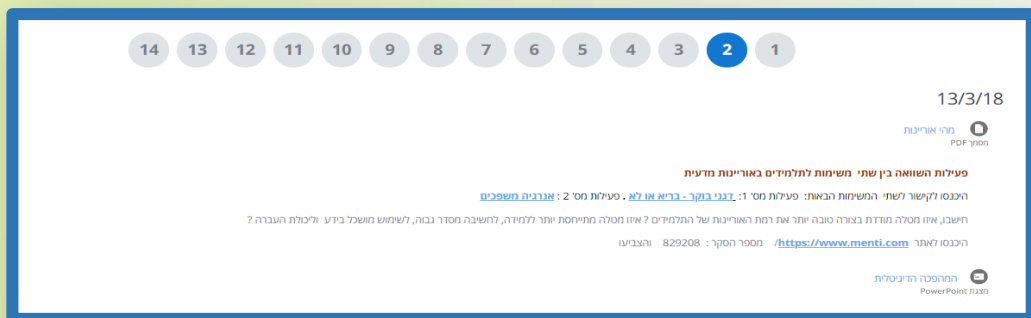 1 2 3 4 5 6 7 8 9 10 11 12 13 14
13/3/18
מהי אוריינות
מסמך PDF
פעילות השוואה בין שתי משימות לתלמידים באוריינות מדעית
היכנסו לקישור לשתי המשימות הבאות: פעילות מס' 1: דגני בוקר - בריא או לא . פעילות מס' 2 : אנרגיה משפכים
חישבו, איזו מטלה מודדת בצורה טובה יותר את רמת האוריינות של התלמידים ? איזו מטלה מתייחסת יותר ללמידה, לחשיבה מסדר גבוה, לשימוש מושכל בידע וליכולת העברה ?
היכנסו לאתר https://www.menti.com/ מספר הסקר : 829208 והצביעו
המהפכה הדיגיטלית
מצגת PowerPoint